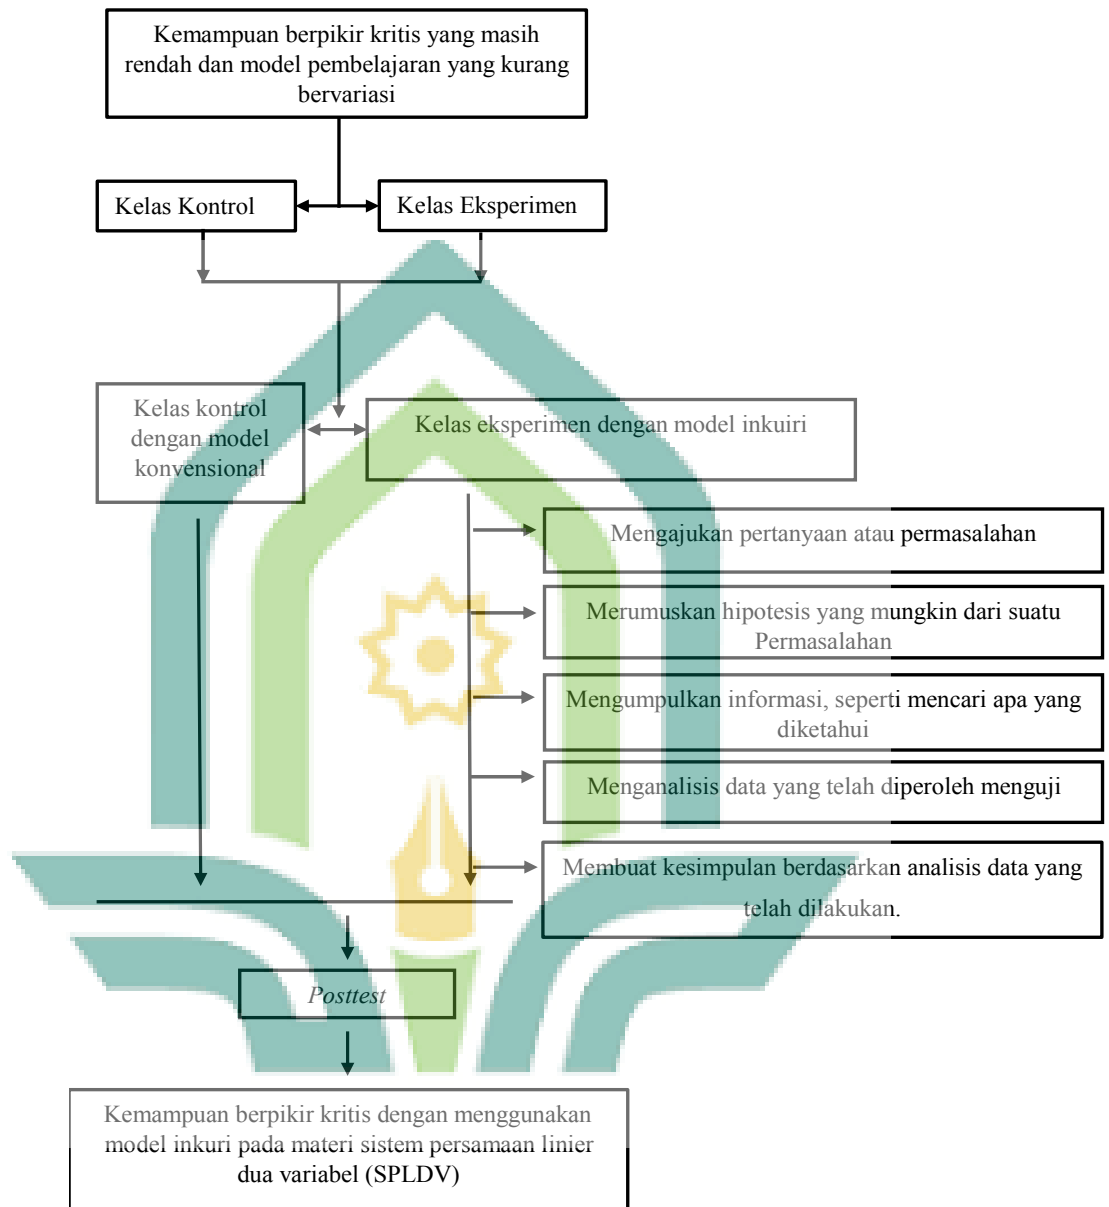 Kemampuan berpikir kritis yang masih
rendah dan model pembelajaran yang kurang
bervariasi
Kelas Kontrol
Kelas Eksperimen
Kelas kontrol
dengan model
konvensional
Kelas eksperimen dengan model inkuiri
Mengajukan pertanyaan atau permasalahan
Merumuskan hipotesis yang mungkin dari suatu
Permasalahan
Mengumpulkan informasi, seperti mencari apa yang
diketahui
Menganalisis data yang telah diperoleh menguji
Membuat kesimpulan berdasarkan analisis data yang
telah dilakukan.
Posttest
Kemampuan berpikir kritis dengan menggunakan
model inkuri pada materi sistem persamaan linier
dua variabel (SPLDV)